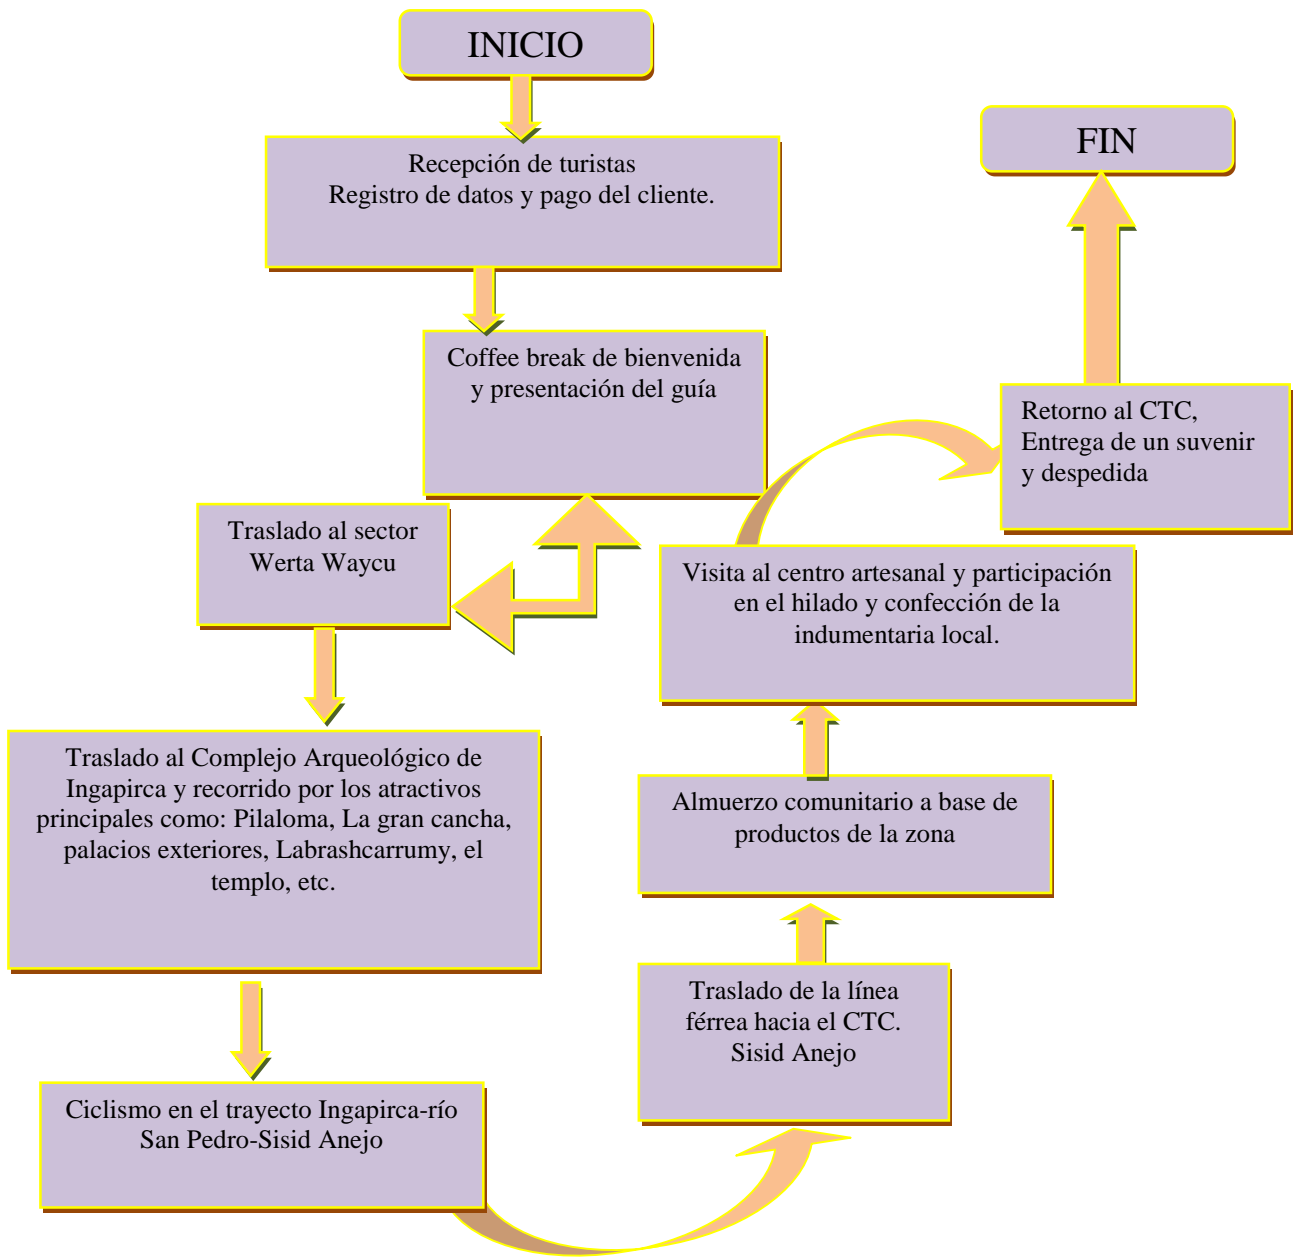 INICIO
Recepción de turistas
Registro de datos y pago del cliente.
Coffee break de bienvenida
y presentación del guía
Traslado al sector
Werta Waycu
Traslado al Complejo Arqueológico de
Ingapirca y recorrido por los atractivos
principales como: Pilaloma, La gran cancha,
palacios exteriores, Labrashcarrumy, el
templo, etc.
Ciclismo en el trayecto Ingapirca-río
San Pedro-Sisid Anejo
Traslado de la línea
férrea hacia el CTC.
Sisid Anejo
Almuerzo comunitario a base de
productos de la zona
Visita al centro artesanal y participación
en el hilado y confección de la
indumentaria local.
Retorno al CTC,
Entrega de un suvenir
y despedida
FIN